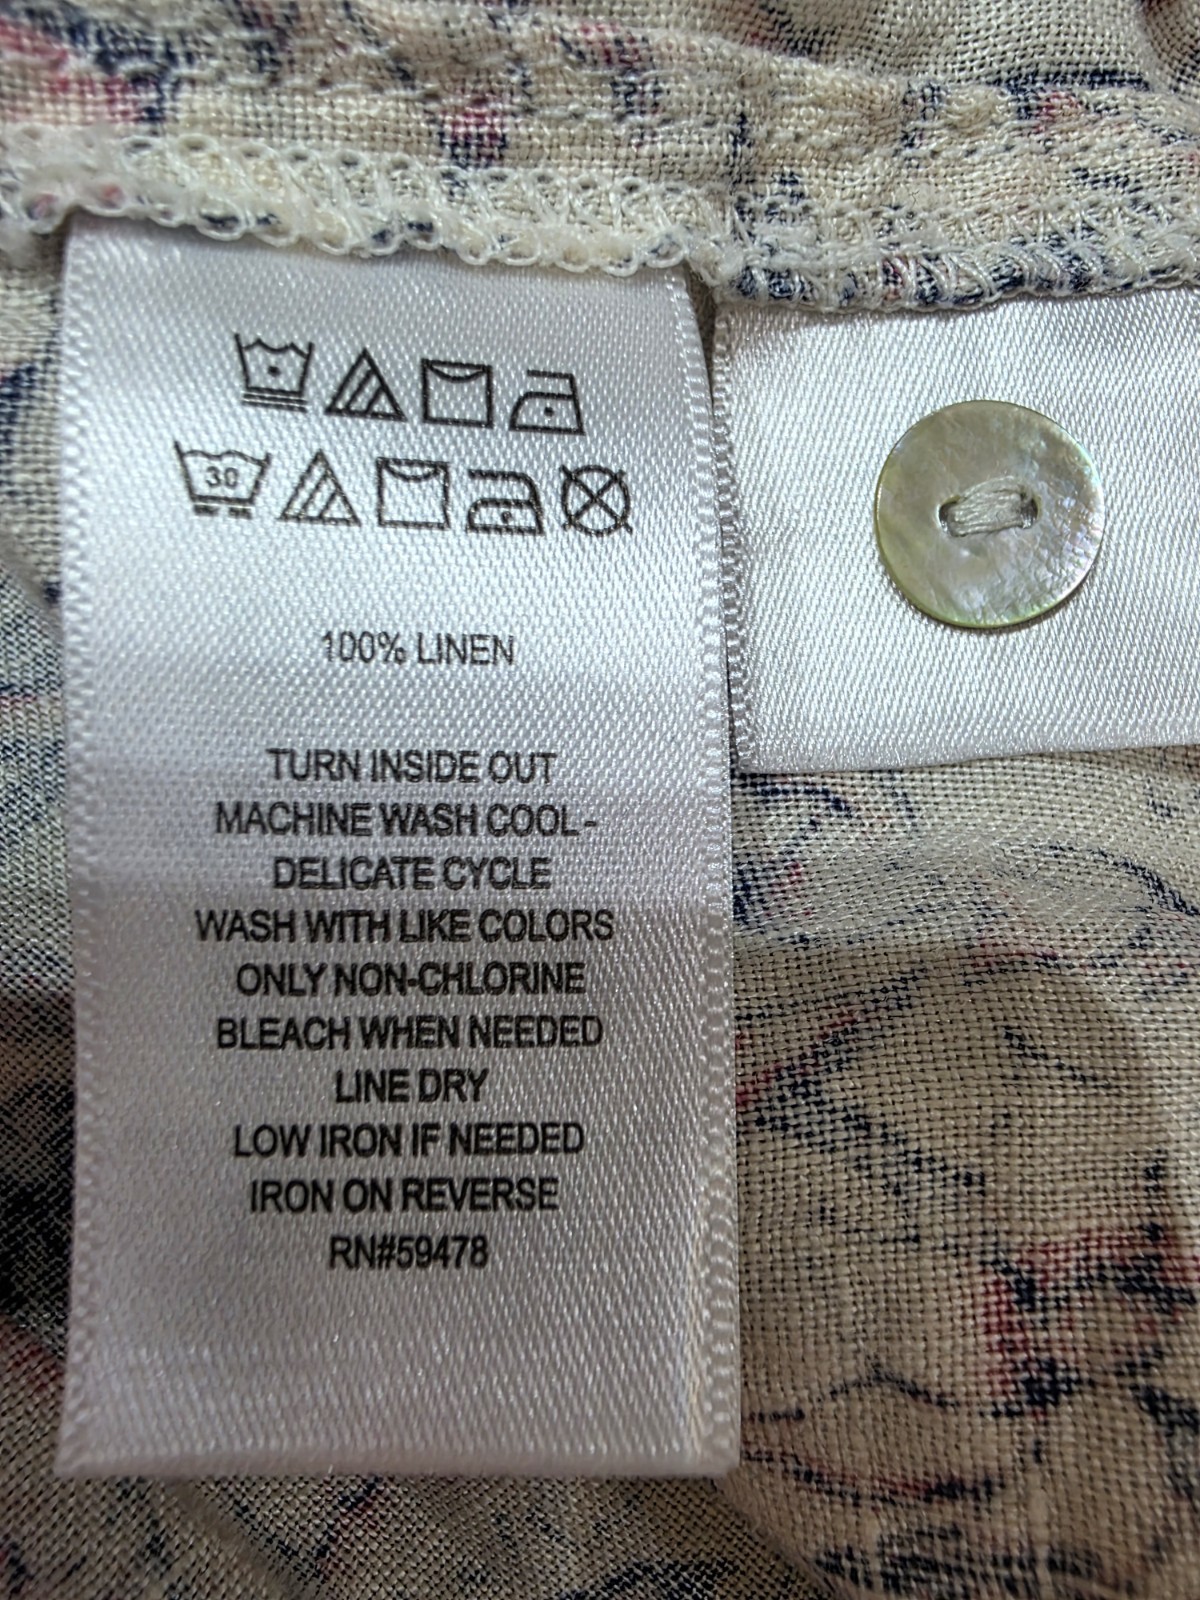 30
100% LINEN
TURN INSIDE OUT
MACHINE WASH COOL-
DELICATE CYCLE
WASH WITH LIKE COLORS
ONLY NON-CHLORINE
BLEACH WHEN NEEDED
LINE DRY
LOW IRON IF NEEDED
IRON ON REVERSE
RN#59478